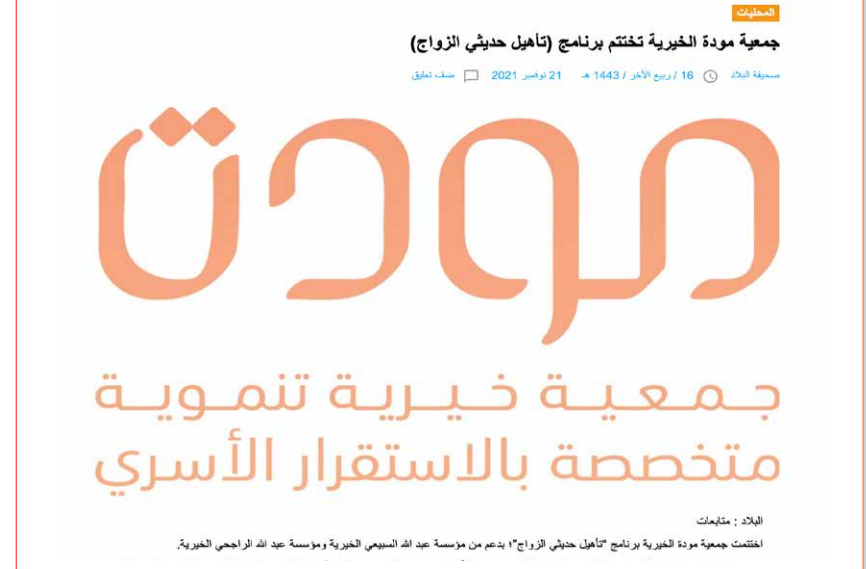 المحليات
جمعية مودة الخيرية تختتم برنامج (تأهيل حديثي الزواج)
صحيفة البلاد 16 / ربيع الآخر / 1443 هـ 21 نوفمبر 2021 ضف تعليق
مودة
جمعية خيرية تنموية
متخصصة بالاستقرار الأسري
البلاد : متابعات
اختتمت جمعية مودة الخيرية برنامج "تأهيل حديثي الزواج"؛ بدعم من مؤسسة عبد الله السبيعي الخيرية ومؤسسة عبد الله الراجحي الخيرية.